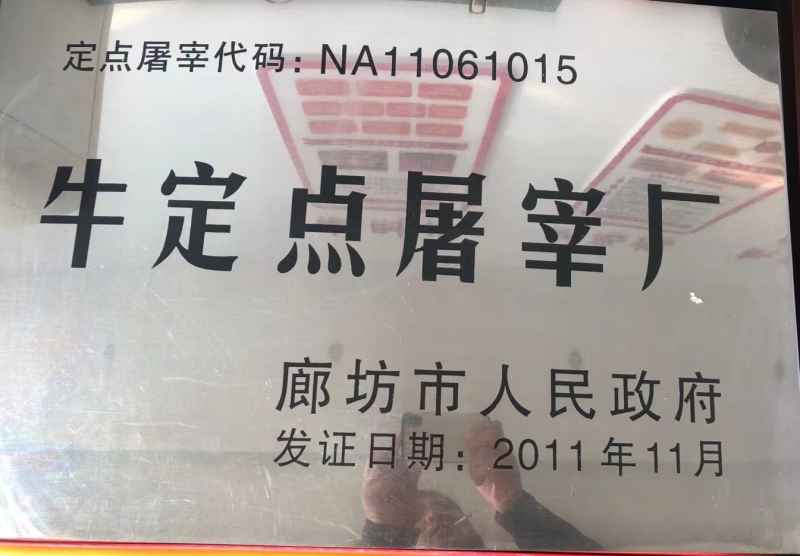 定点屠宰代码：NA11061015
牛定点屠宰厂
廊坊市人民政府
发证日期：2011年11月